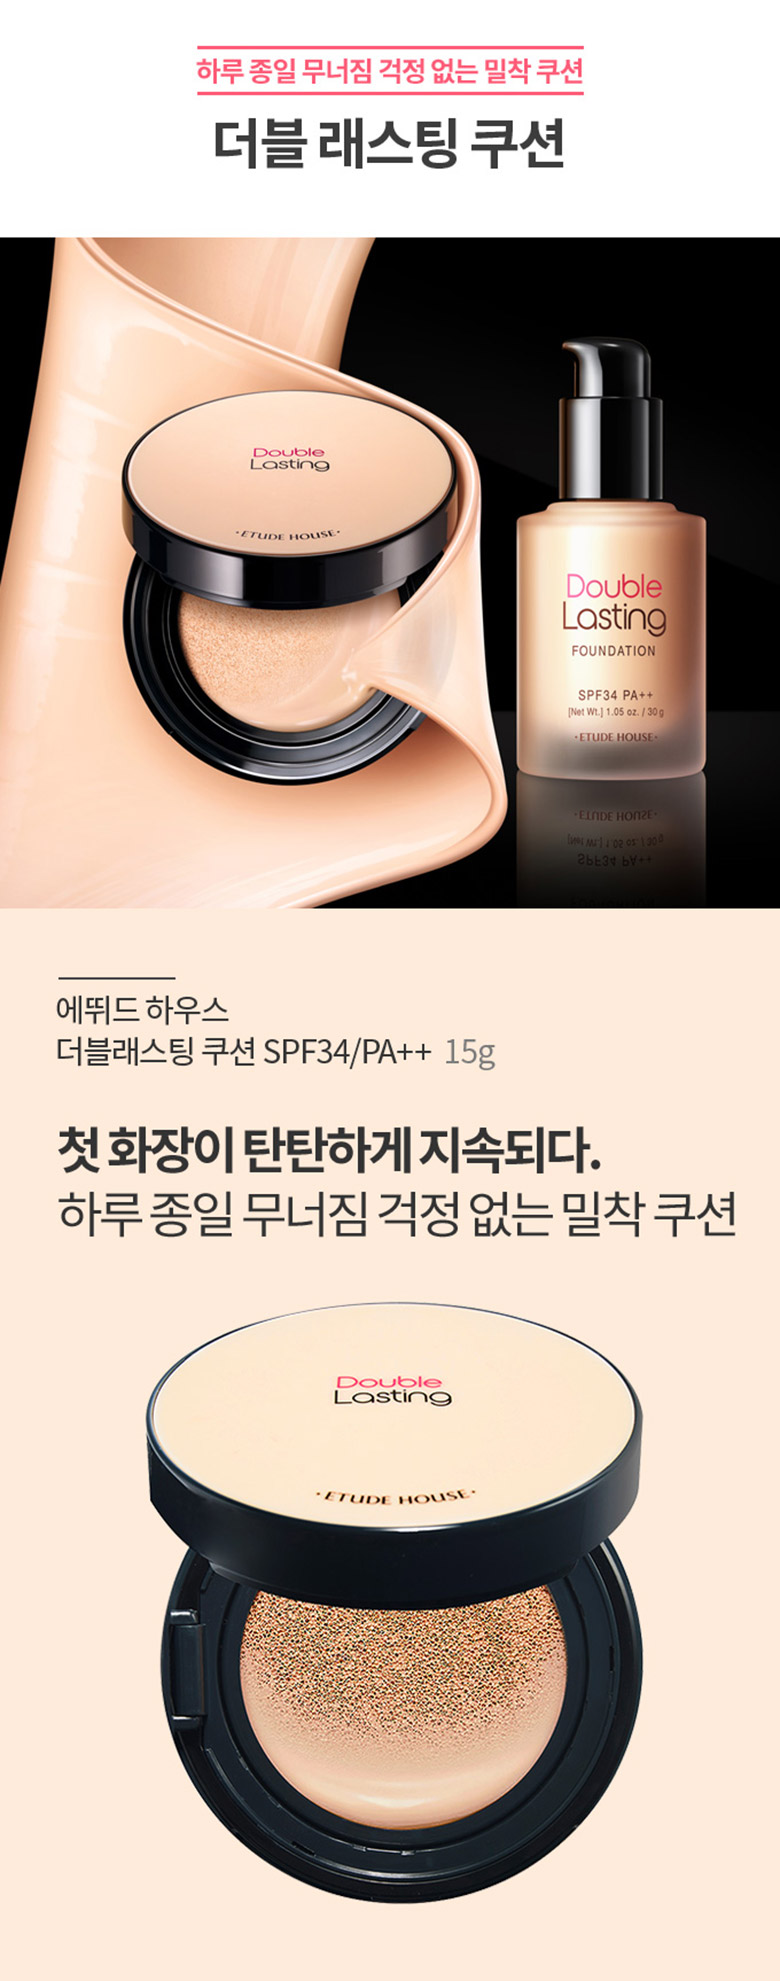 하루 종일 무너짐 걱정 없는 밀착 쿠션
더블 래스팅 쿠션
Double
Lasting
·ETUDE HOUSE·
Double
Lasting
FOUNDATION
SPF34 PA++
[Net Wt.] 1.05 oz. / 30 g
·ETUDE HOUSE·
에뛰드 하우스
더블래스팅 쿠션 SPF34/PA++ 15g
첫 화장이 탄탄하게 지속되다.
하루 종일 무너짐 걱정 없는 밀착 쿠션
Double
Lasting
·ETUDE HOUSE·